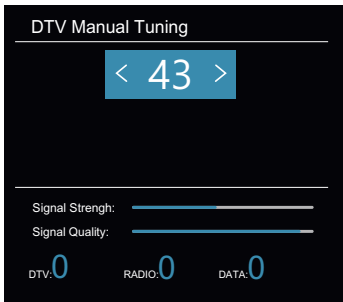 DTV Manual Tuning
< 43 >
Signal Strengh:
Signal Quality:
DTV:0 RADIO:0 DATA:0